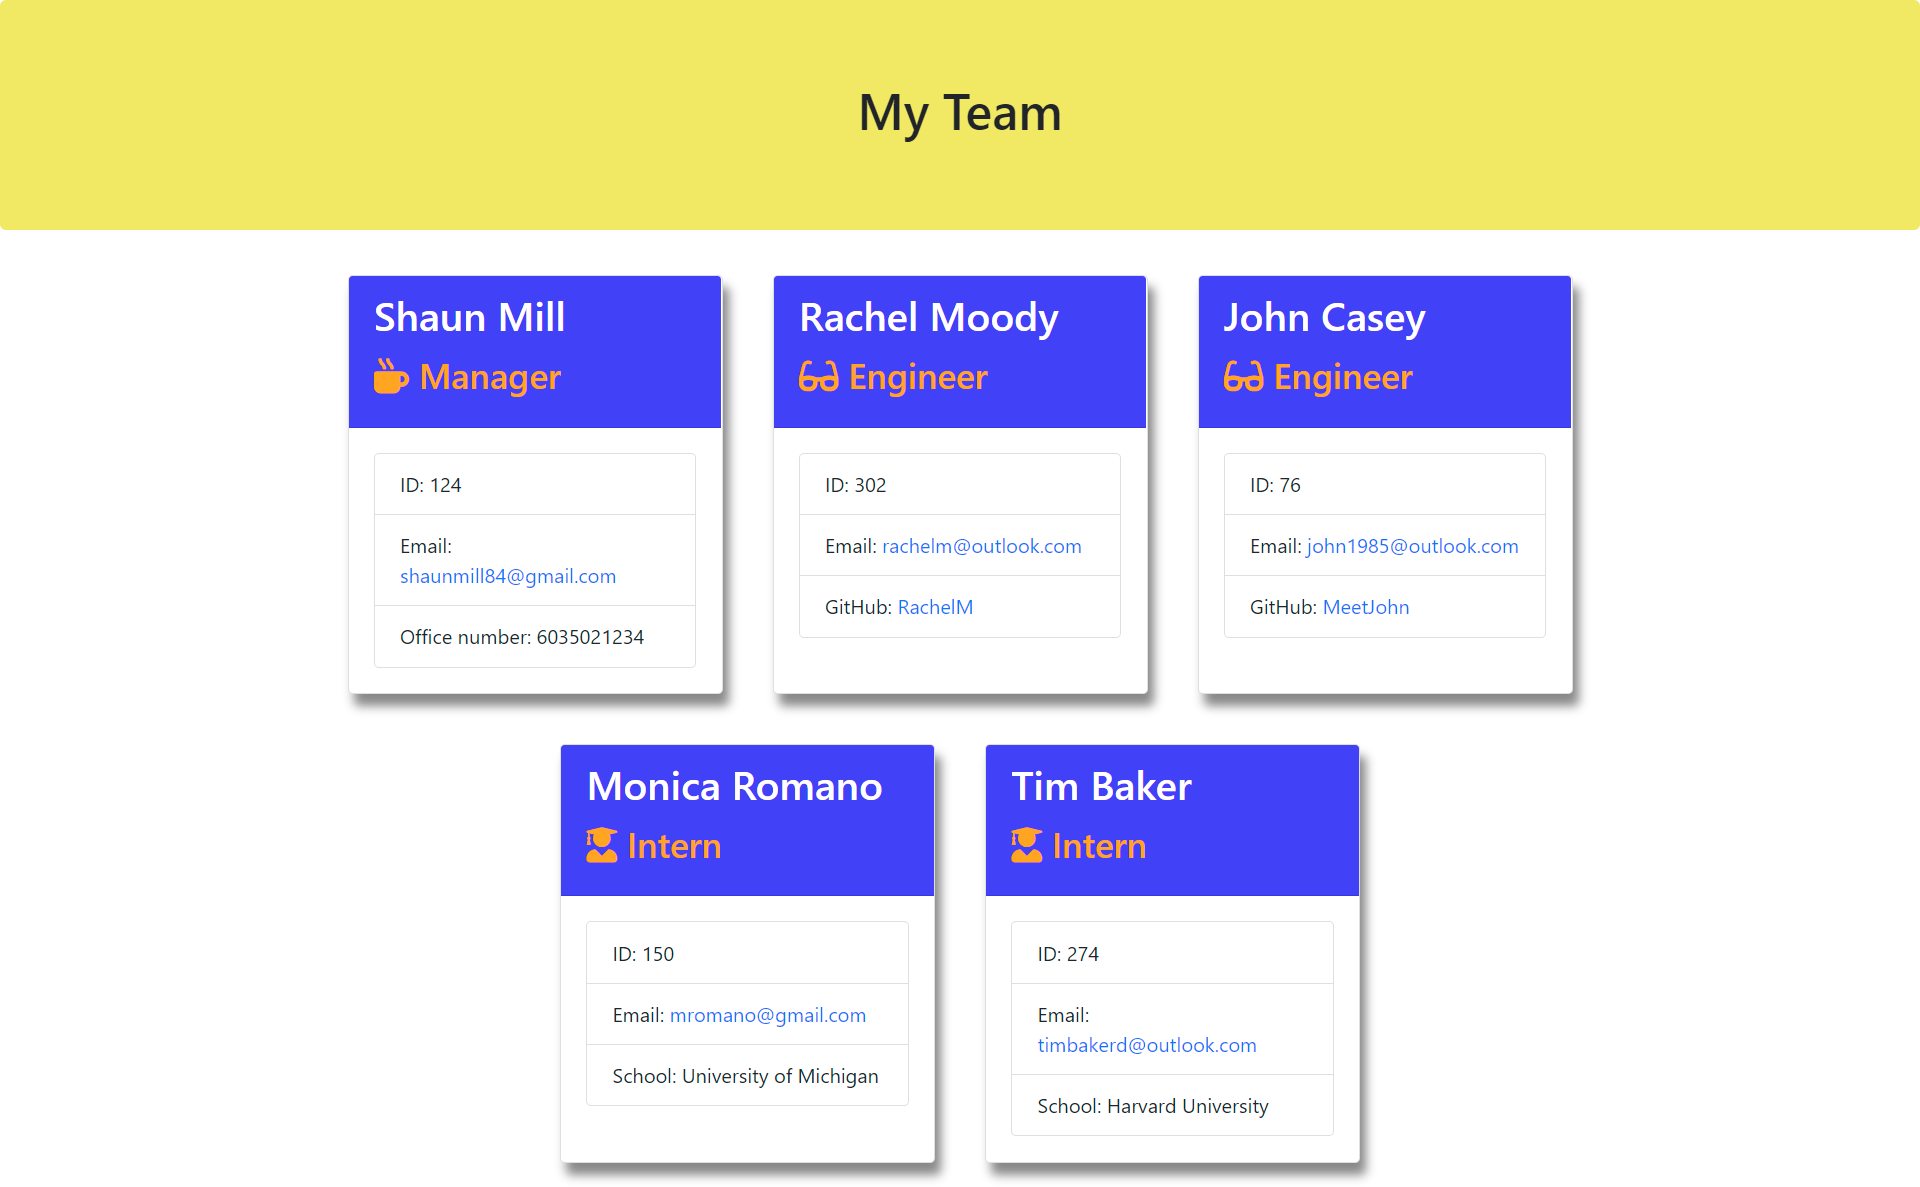 My Team
Shaun Mill
Manager
ID: 124
Email:
shaunmill84@gmail.com
Office number: 6035021234
Rachel Moody
Engineer
ID: 302
Email: rachelm@outlook.com
GitHub: RachelM
John Casey
Engineer
ID: 76
Email: john1985@outlook.com
GitHub: MeetJohn
Monica Romano
Intern
ID: 150
Email: mromano@gmail.com
School: University of Michigan
Tim Baker
Intern
ID: 274
Email:
timbakerd@outlook.com
School: Harvard University